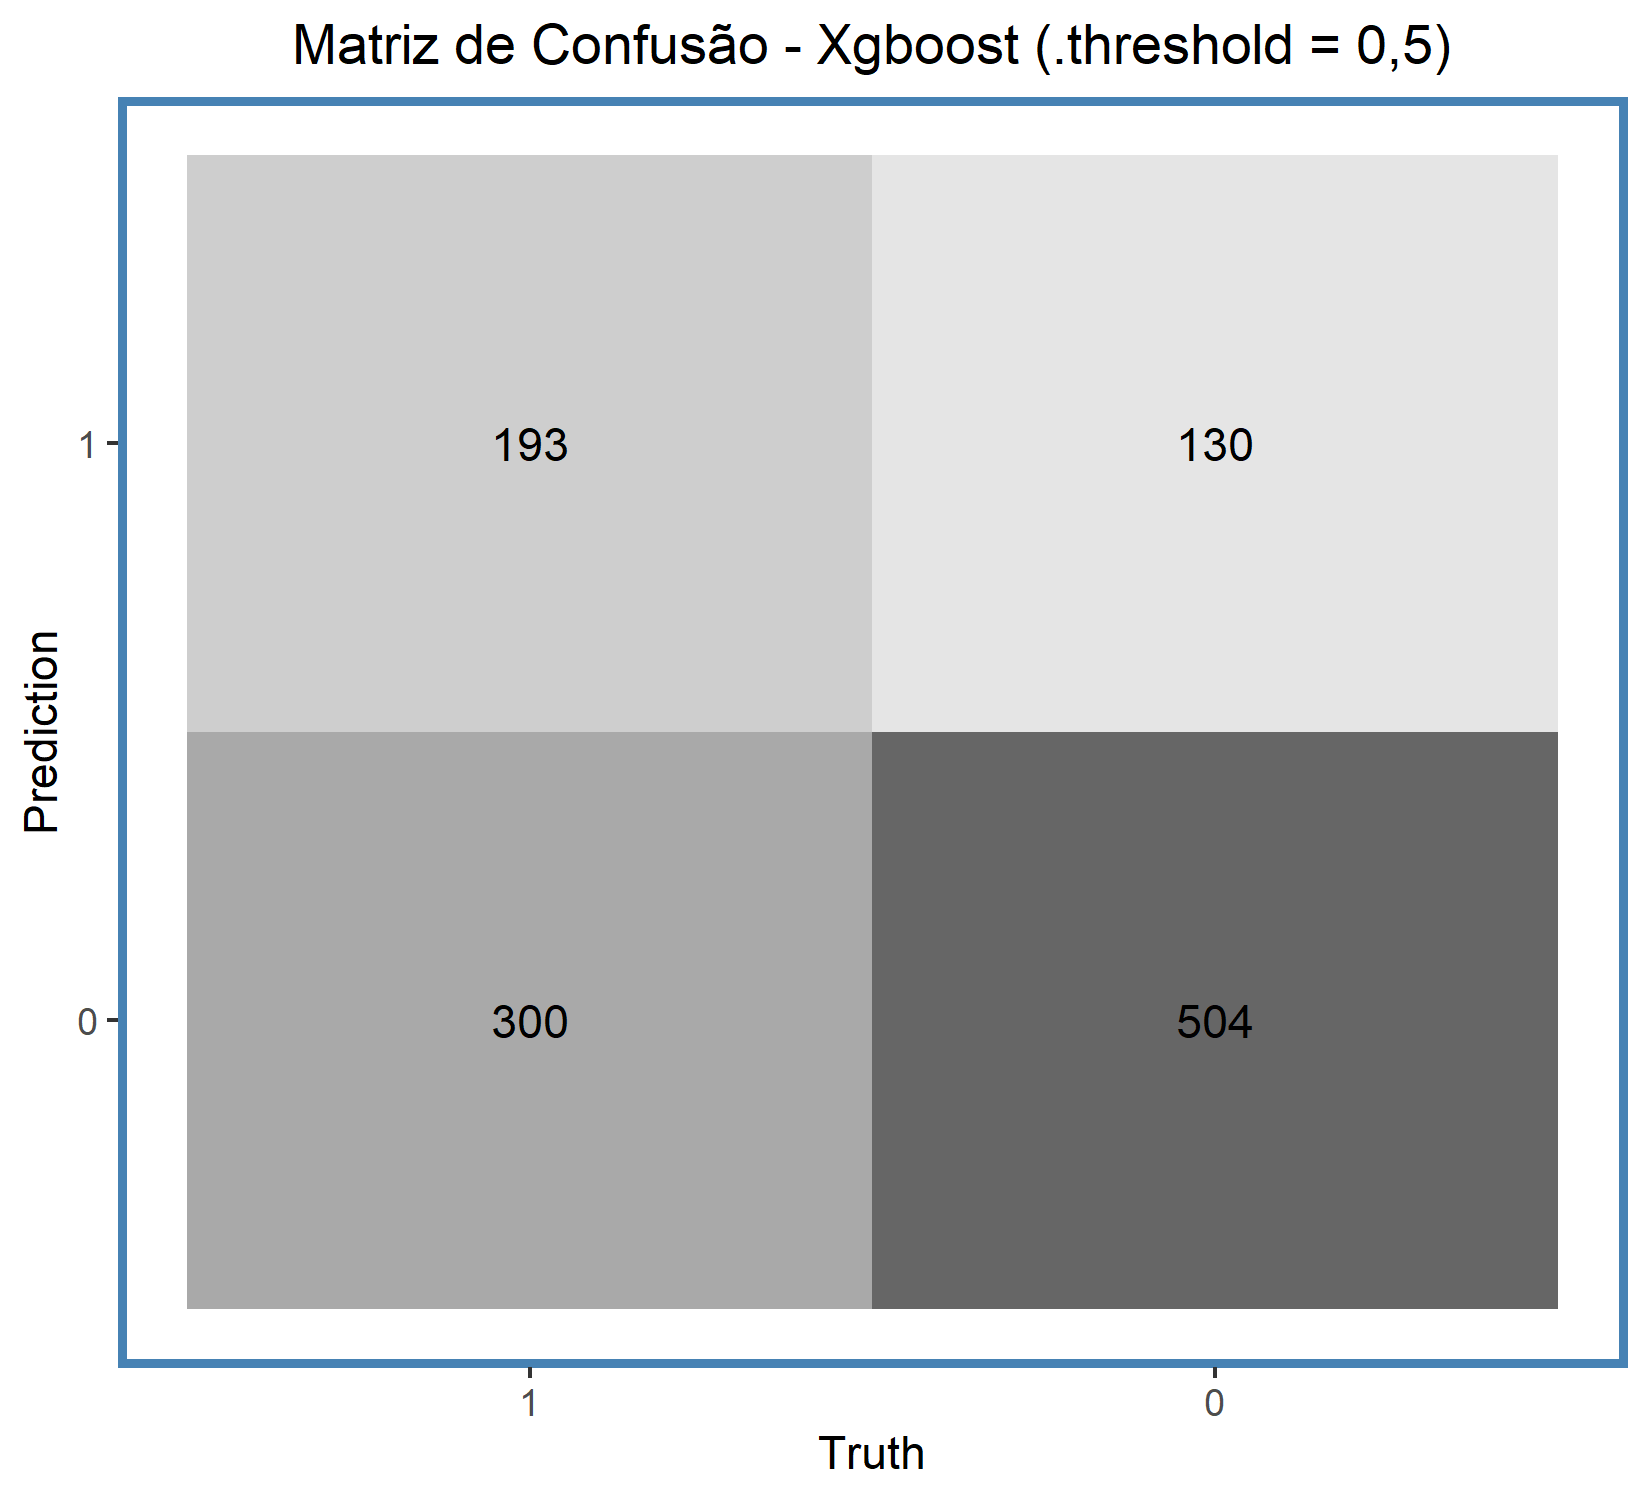 Matriz de Confusão - Xgboost (.threshold = 0,5)
Prediction
1
193
130
0
300
504
1
0
Truth